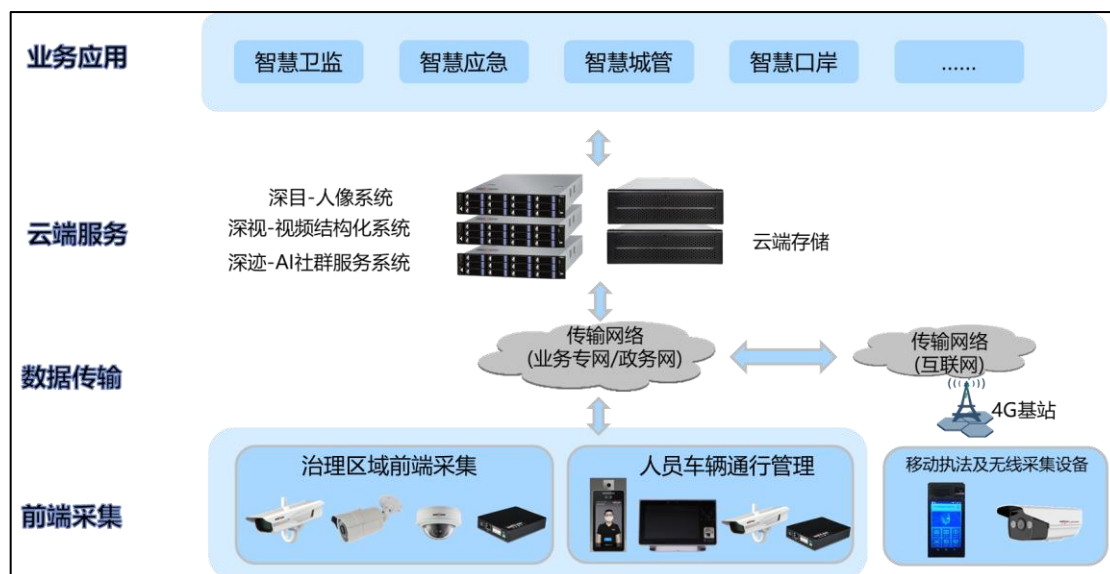 业务应用
智慧卫监
智慧应急
智慧城管
智慧口岸
......
云端服务
深目-人像系统
深视-视频结构化系统
深迹-AI社群服务系统
云端存储
数据传输
传输网络
(业务专网/政务网)
传输网络
(互联网)
4G基站
前端采集
治理区域前端采集
人员车辆通行管理
移动执法及无线采集设备